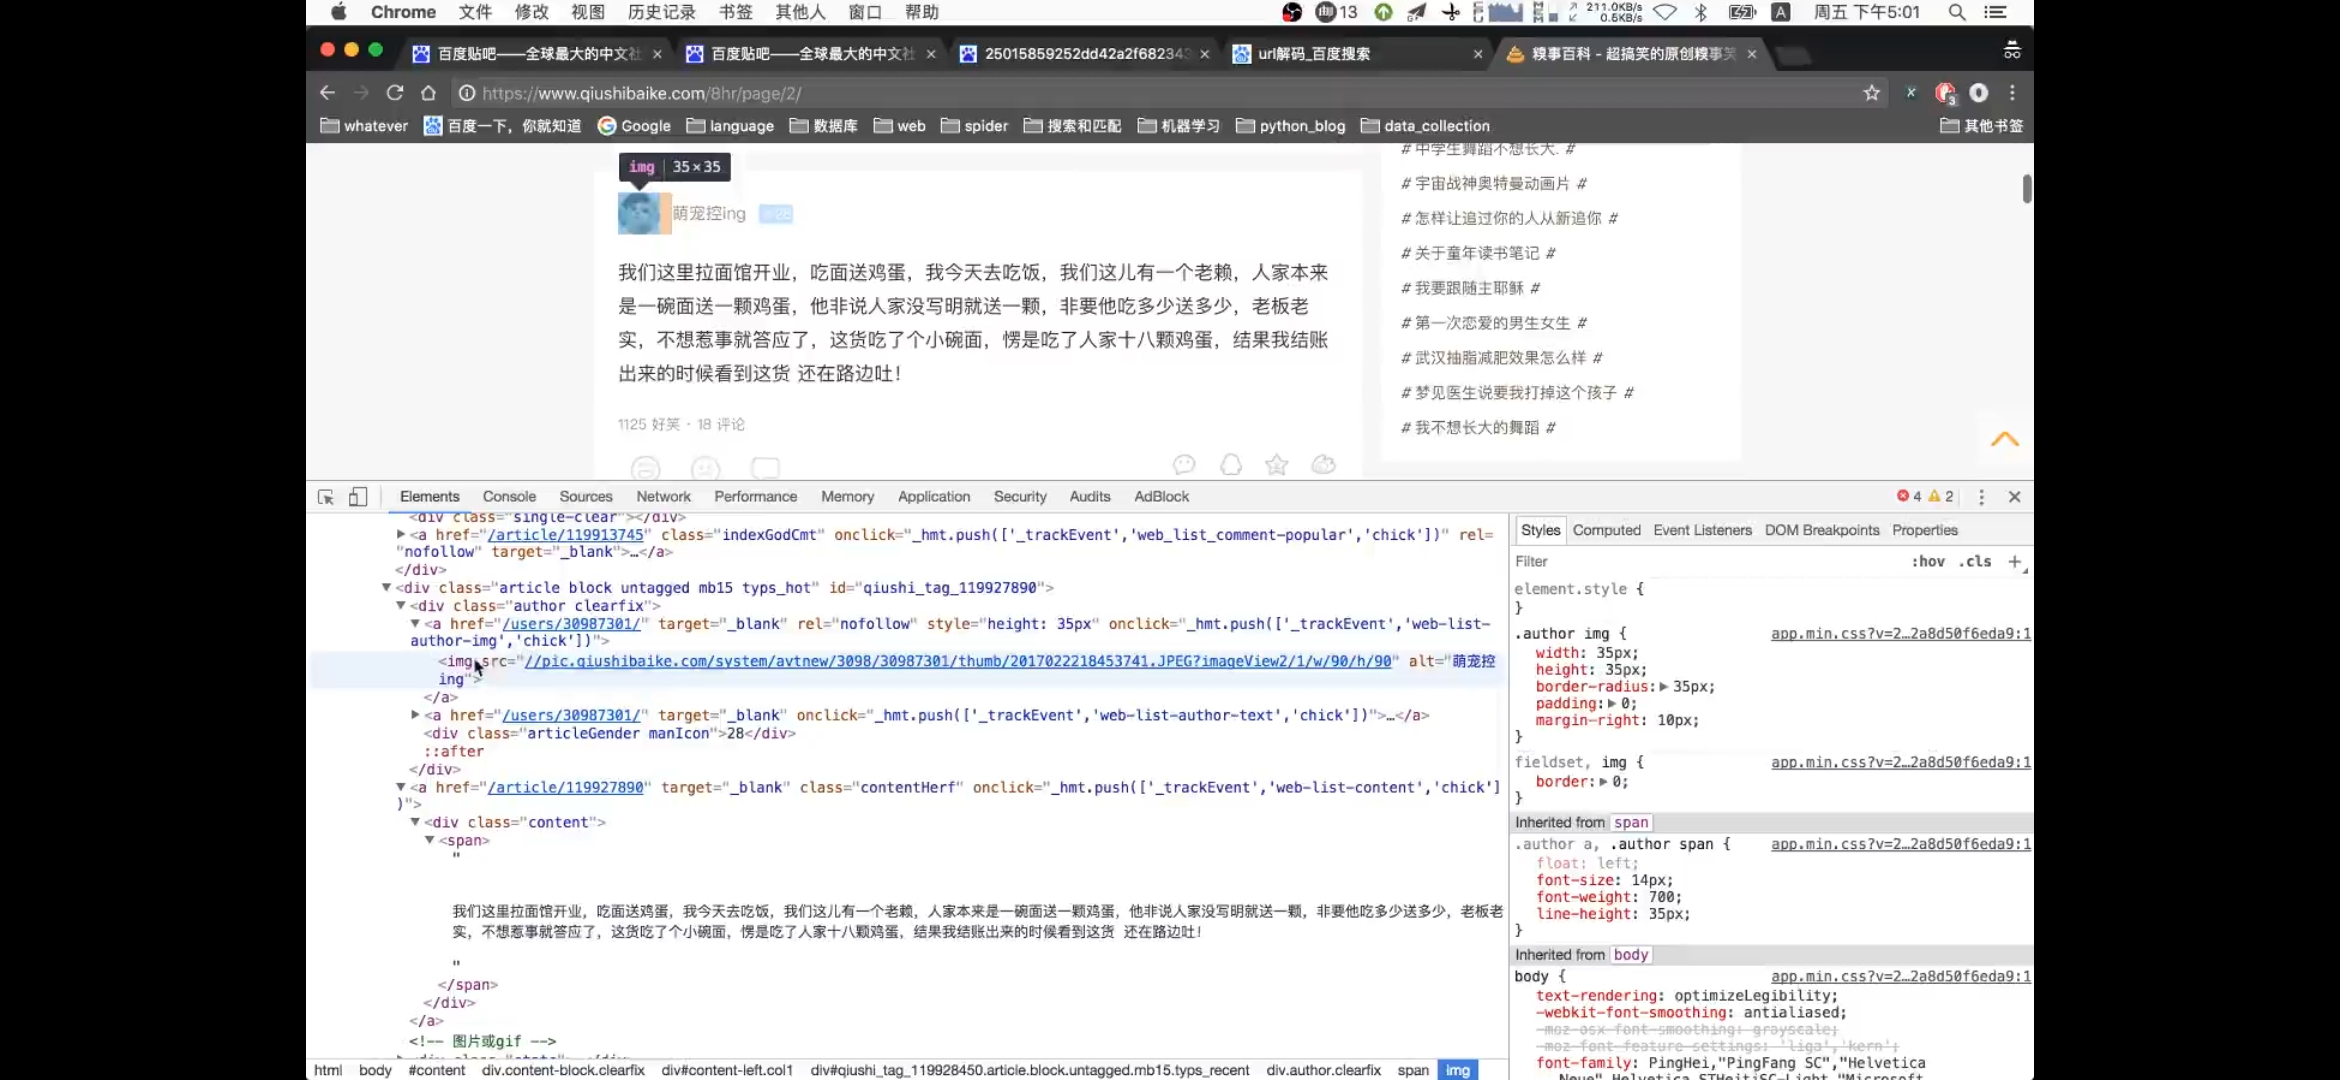 Chrome 文件 修改 视图 历史记录 书签 其他人 窗口 帮助 13 211.0KB/s 0.5KB/s A 周五 下午5:01
百度贴吧——全球最大的中文社 百度贴吧——全球最大的中文社 25015859252dd42a2f68234 url解码_百度搜索 糗事百科 - 超搞笑的原创糗事笑
https://www.qiushibaike.com/8hr/page/2/
whatever 百度一下，你就知道 Google language 数据库 web spider 搜索和匹配 机器学习 python_blog data_collection 其他书签
img 35×35
萌宠控ing 28
我们这里拉面馆开业，吃面送鸡蛋，我今天去吃饭，我们这儿有一个老赖，人家本来
是一碗面送一颗鸡蛋，他非说人家没写明就送一颗，非要他吃多少送多少，老板老
实，不想惹事就答应了，这货吃了个小碗面，愣是吃了人家十八颗鸡蛋，结果我结账
出来的时候看到这货 还在路边吐！
1125 好笑 · 18 评论
# 中学生舞蹈不想长大. #
# 宇宙战神奥特曼动画片 #
# 怎样让追过你的人从新追你 #
# 关于童年读书笔记 #
# 我要跟随主耶稣 #
# 第一次恋爱的男生女生 #
# 武汉抽脂减肥效果怎么样 #
# 梦见医生说要我打掉这个孩子 #
# 我不想长大的舞蹈 #
Elements Console Sources Network Performance Memory Application Security Audits AdBlock 4 2
<div class="single-clear"></div>
<a href="/article/119913745" class="indexGodCmt" onclick="_hmt.push(['_trackEvent','web_list_comment-popular','chick'])" rel=
"nofollow" target="_blank">…</a>
</div>
<div class="article block untagged mb15 typs_hot" id="qiushi_tag_119927890">
<div class="author clearfix">
<a href="/users/30987301/" target="_blank" rel="nofollow" style="height: 35px" onclick="_hmt.push(['_trackEvent','web-list-
author-img','chick'])">
<img src="//pic.qiushibaike.com/system/avtnew/3098/30987301/thumb/2017022218453741.JPEG?imageView2/1/w/90/h/90" alt="萌宠控
ing">
</a>
<a href="/users/30987301/" target="_blank" onclick="_hmt.push(['_trackEvent','web-list-author-text','chick'])">…</a>
<div class="articleGender manIcon">28</div>
::after
</div>
<a href="/article/119927890" target="_blank" class="contentHerf" onclick="_hmt.push(['_trackEvent','web-list-content','chick']
)">
<div class="content">
<span>
"
我们这里拉面馆开业，吃面送鸡蛋，我今天去吃饭，我们这儿有一个老赖，人家本来是一碗面送一颗鸡蛋，他非说人家没写明就送一颗，非要他吃多少送多少，老板老
实，不想惹事就答应了，这货吃了个小碗面，愣是吃了人家十八颗鸡蛋，结果我结账出来的时候看到这货 还在路边吐！
"
</span>
</div>
</a>
<!-- 图片或gif -->
html body #content div.content-block.clearfix div#content-left.col1 div#qiushi_tag_119928450.article.block.untagged.mb15.typs_recent div.author.clearfix span img
Styles Computed Event Listeners DOM Breakpoints Properties
Filter :hov .cls +
element.style {
}
.author img { app.min.css?v=2…2a8d50f6eda9:1
width: 35px;
height: 35px;
border-radius: 35px;
padding: 0;
margin-right: 10px;
}
fieldset, img { app.min.css?v=2…2a8d50f6eda9:1
border: 0;
}
Inherited from span
.author a, .author span { app.min.css?v=2…2a8d50f6eda9:1
float: left;
font-size: 14px;
font-weight: 700;
line-height: 35px;
}
Inherited from body
body { app.min.css?v=2…2a8d50f6eda9:1
text-rendering: optimizeLegibility;
-webkit-font-smoothing: antialiased;
-moz-osx-font-smoothing: grayscale;
-moz-font-feature-settings: 'liga','kern';
font-family: PingHei,"PingFang SC","Helvetica
Neue",Helvetica,STHeitiSC-Light,"Microsoft